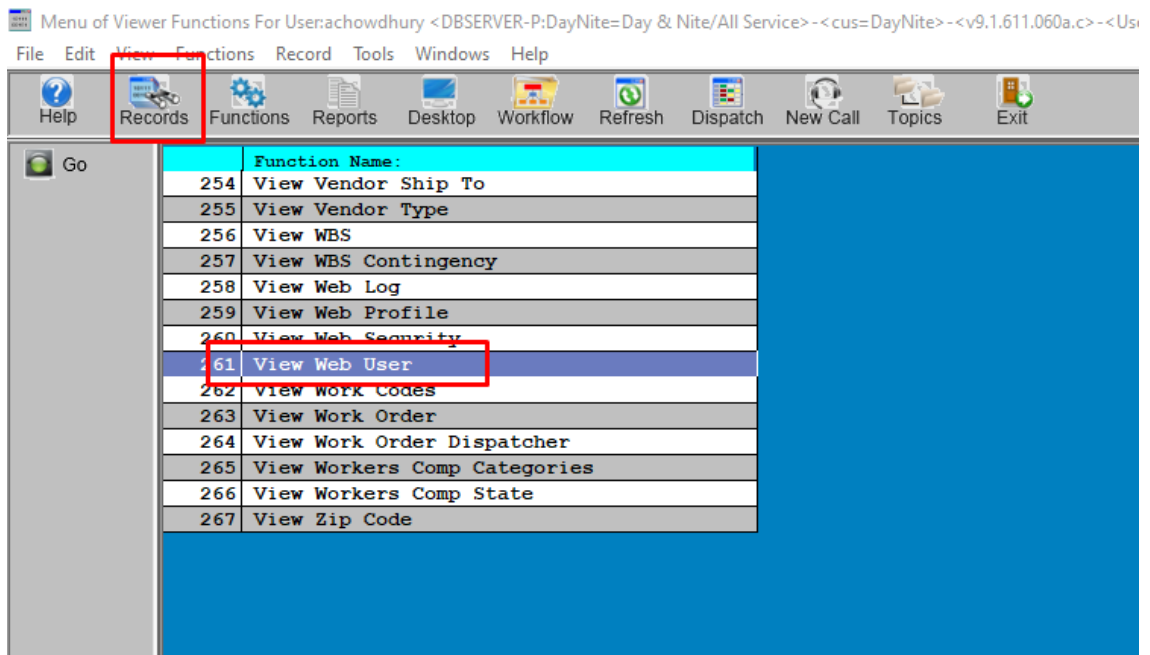 Menu of Viewer Functions For User:achowdhury <DBSERVER-P:DayNite=Day & Nite/All Service>-<cus=DayNite>-<v9.1.611.060a.c>-<Use
File Edit View Functions Record Tools Windows Help
Help Records Functions Reports Desktop Workflow Refresh Dispatch New Call Topics Exit
Go
Function Name:
254 View Vendor Ship To
255 View Vendor Type
256 View WBS
257 View WBS Contingency
258 View Web Log
259 View Web Profile
260 View Web Security
261 View Web User
262 View Work Codes
263 View Work Order
264 View Work Order Dispatcher
265 View Workers Comp Categories
266 View Workers Comp State
267 View Zip Code